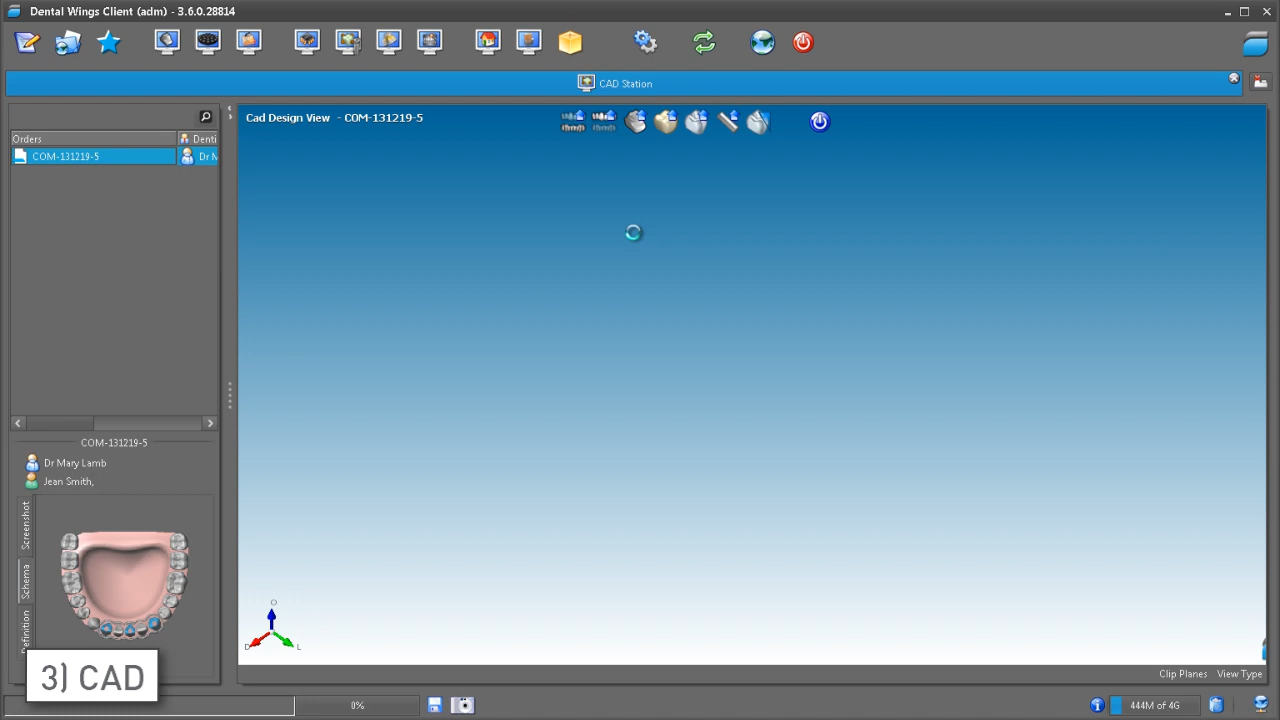 Dental Wings Client (adm) - 3.6.0.28814
CAD Station
Cad Design View - COM-131219-5
Orders
Denti
COM-131219-5
Dr M
COM-131219-5
Dr Mary Lamb
Jean Smith,
Screenshot
Schema
Definition
O
D
L
3) CAD
Clip Planes
View Type
0%
444M of 4G